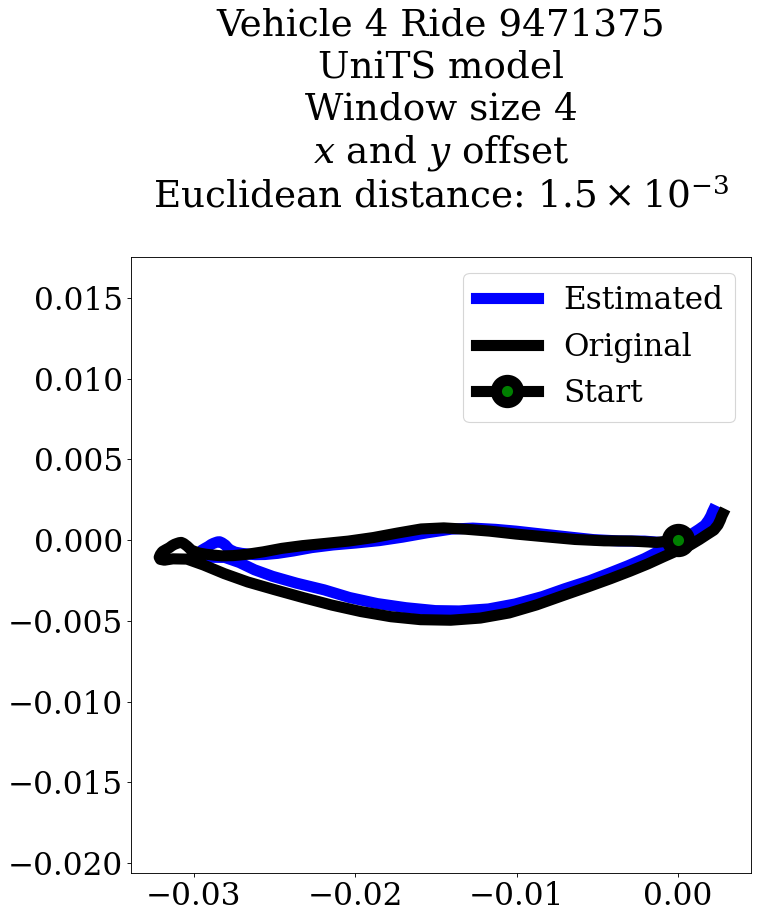 Vehicle 4 Ride 9471375
UniTS model
Window size 4
x and y offset
Euclidean distance: 1.5 × 10⁻³
Estimated
Original
Start
0.015
0.010
0.005
0.000
−0.005
−0.010
−0.015
−0.020
−0.03 −0.02 −0.01 0.00